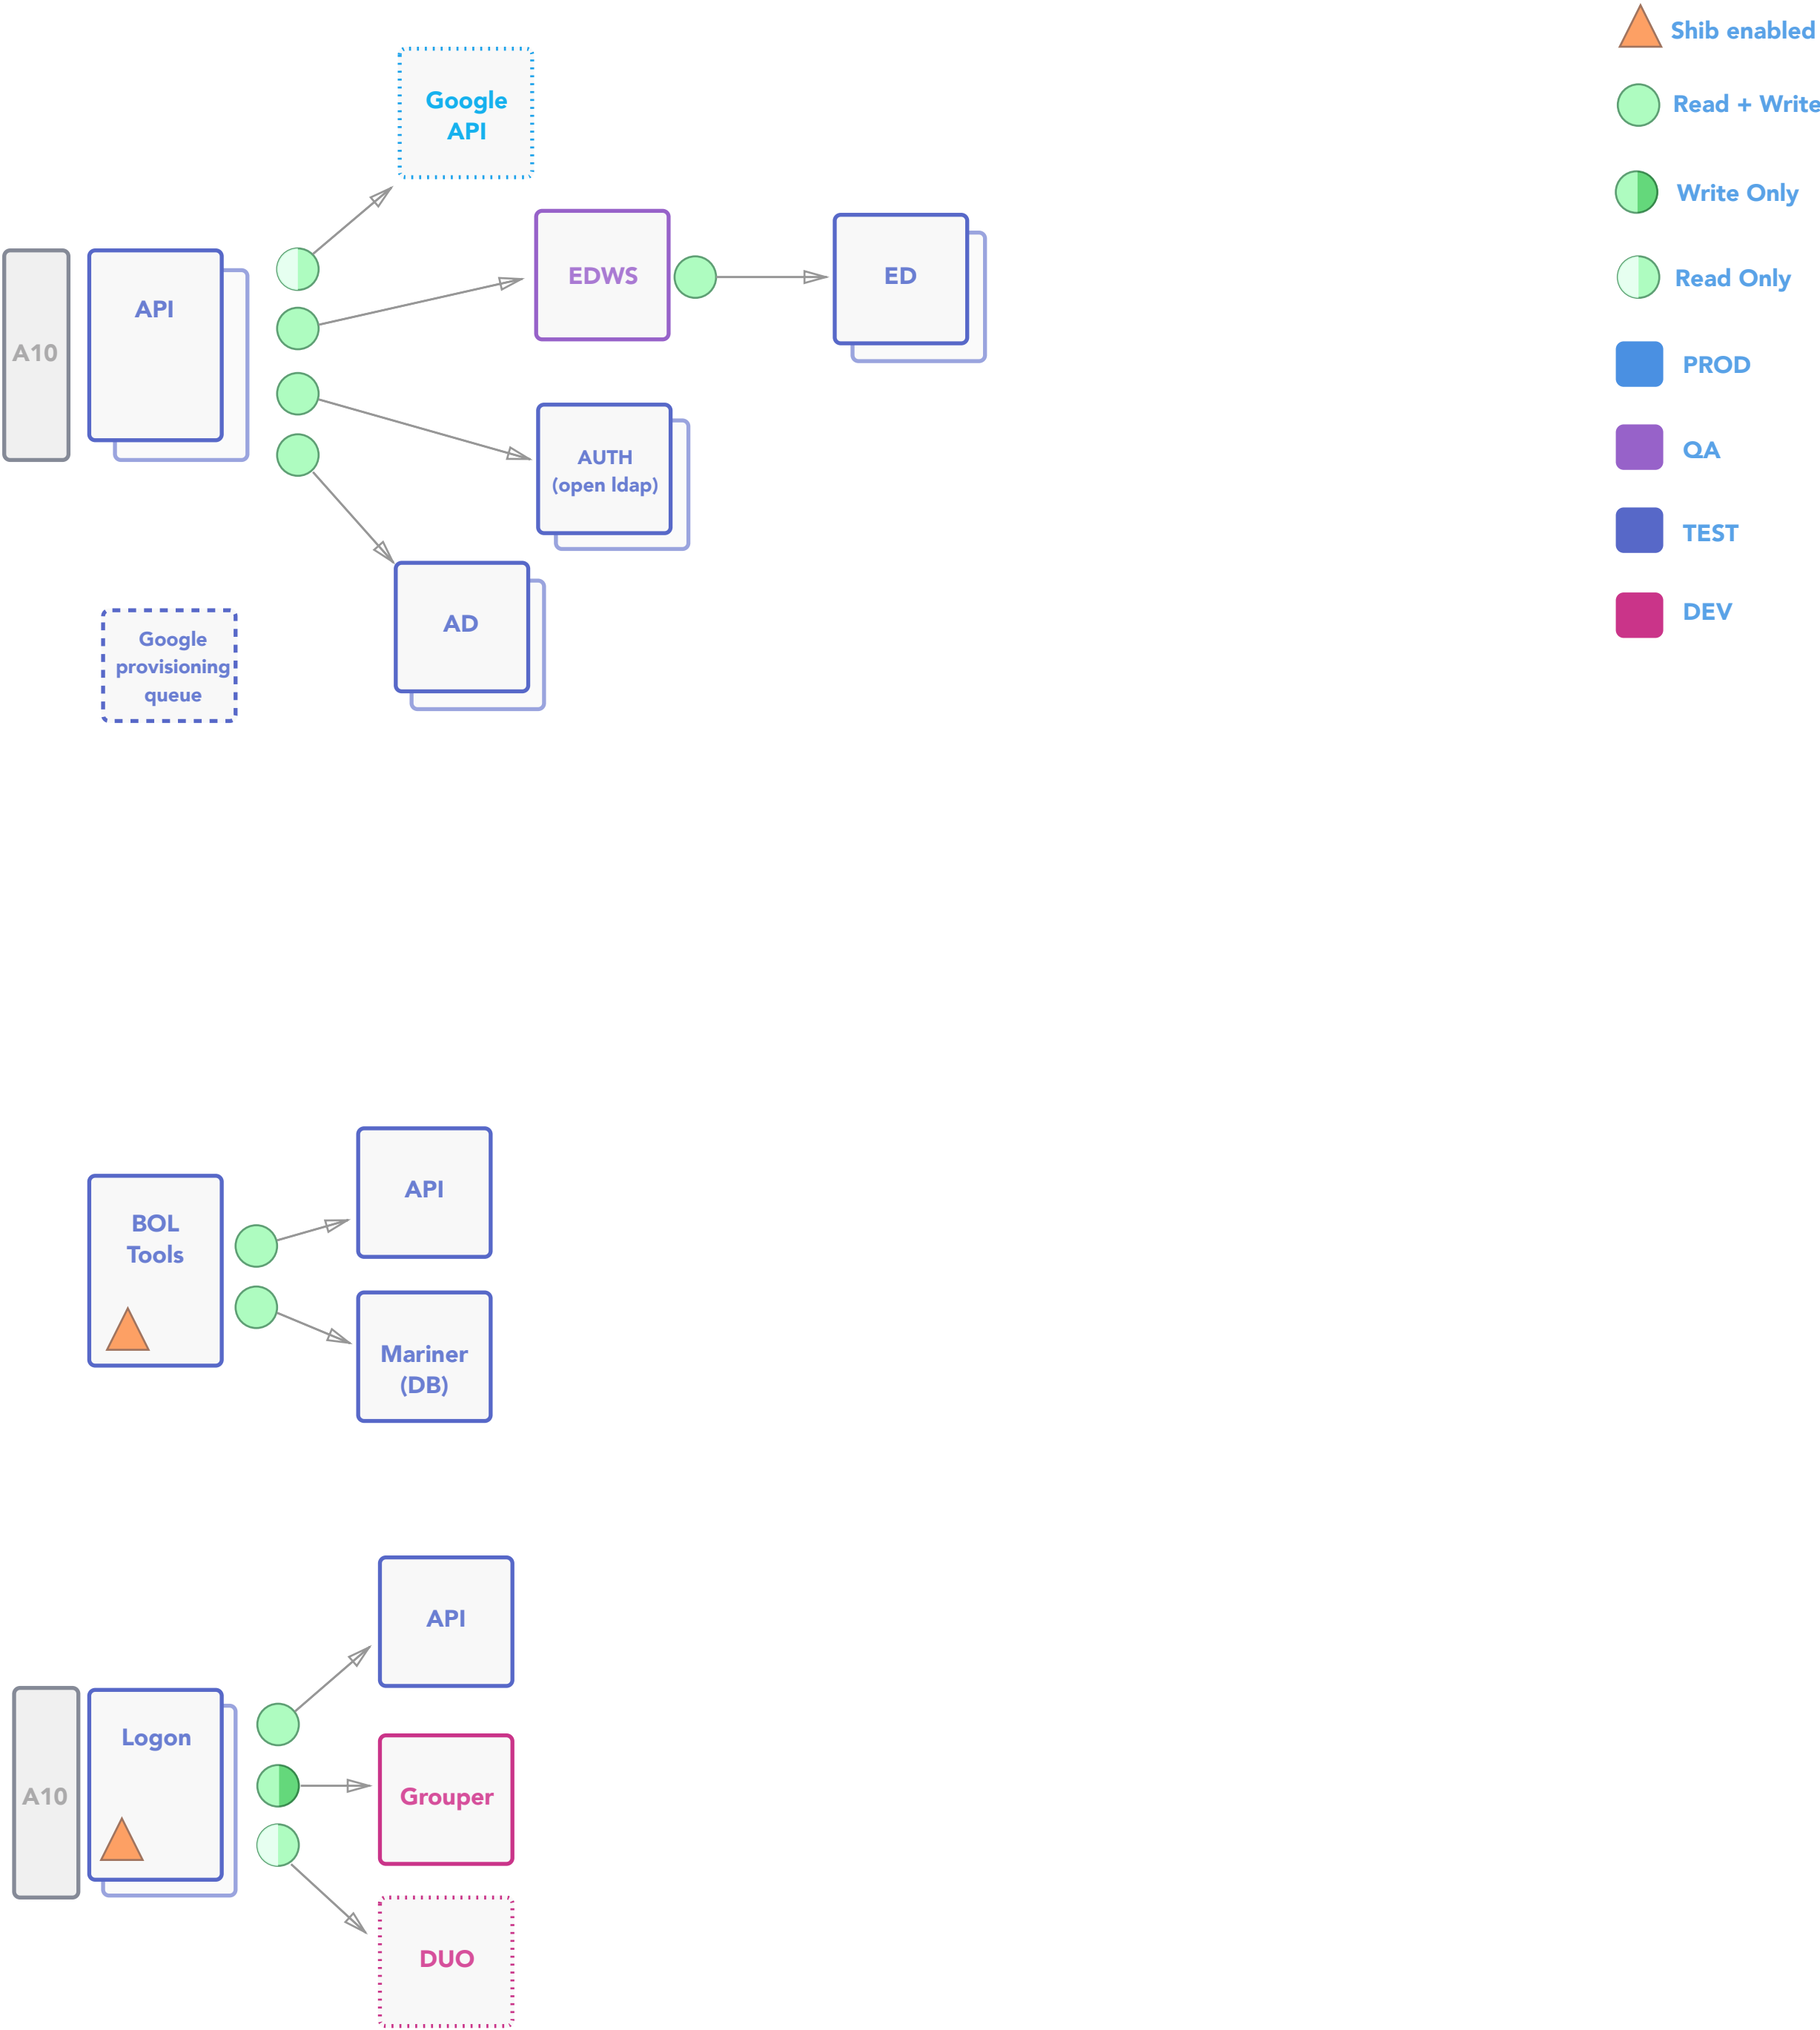 Shib enabled
Read + Write
Write Only
Read Only
PROD
QA
TEST
DEV
Google
API
A10
API
EDWS
ED
AUTH
(open ldap)
AD
Google
provisioning
queue
BOL
Tools
API
Mariner
(DB)
A10
Logon
API
Grouper
DUO